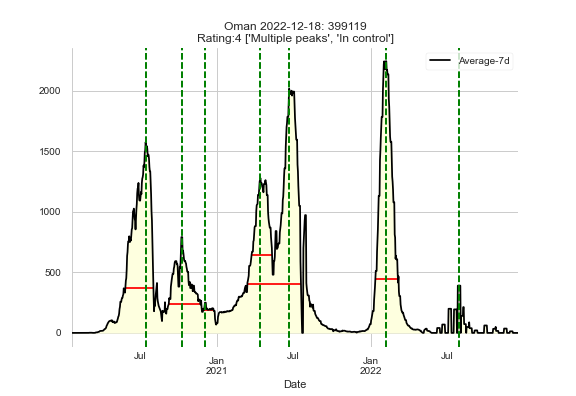 Oman 2022-12-18: 399119
Rating:4 ['Multiple peaks', 'In control']
Average-7d
2000
1500
1000
500
0
Jul
Jan
2021
Jul
Jan
2022
Jul
Date